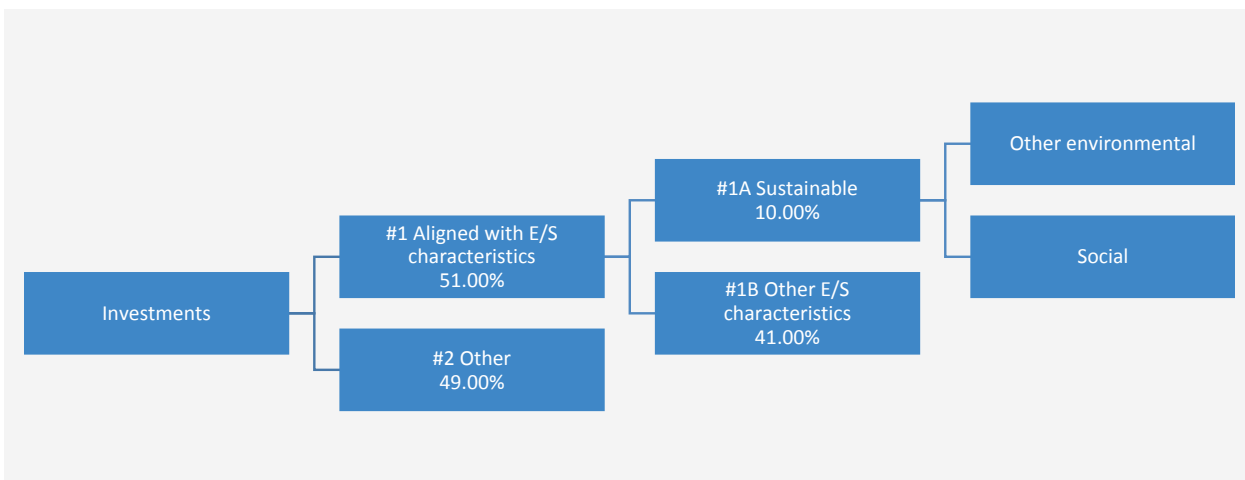 Investments
#1 Aligned with E/S
characteristics
51.00%
#2 Other
49.00%
#1A Sustainable
10.00%
#1B Other E/S
characteristics
41.00%
Other environmental
Social